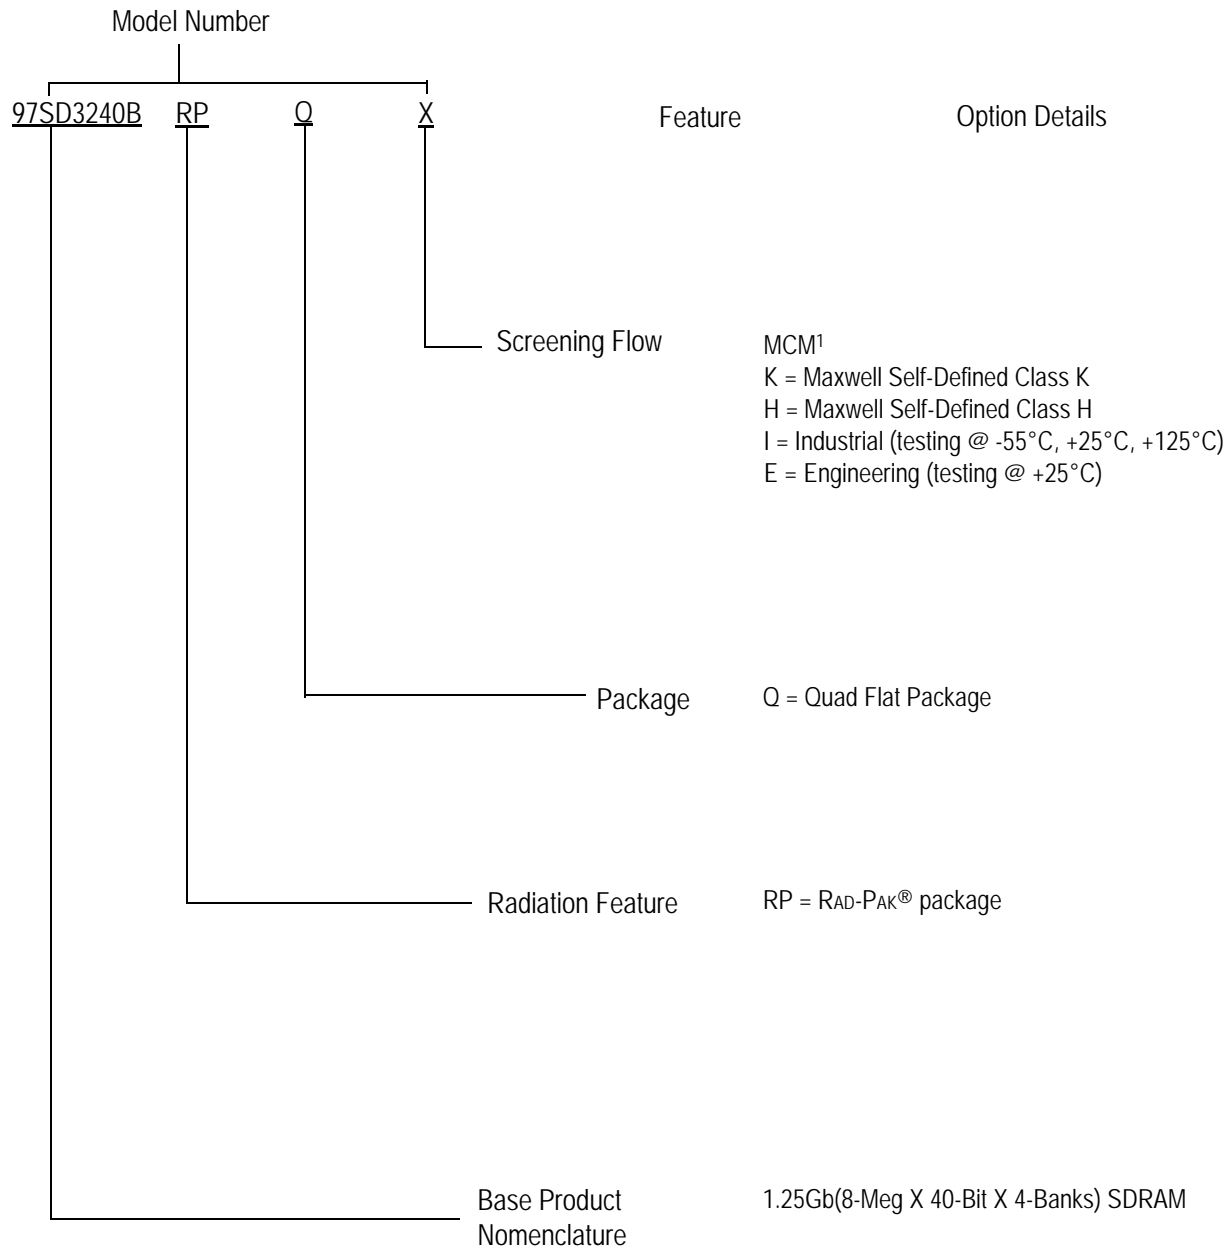 Model Number
97SD3240B RP Q X Feature Option Details
Screening Flow MCM¹
K = Maxwell Self-Defined Class K
H = Maxwell Self-Defined Class H
I = Industrial (testing @ -55°C, +25°C, +125°C)
E = Engineering (testing @ +25°C)
Package Q = Quad Flat Package
Radiation Feature RP = RAD-PAK® package
Base Product 1.25Gb(8-Meg X 40-Bit X 4-Banks) SDRAM
Nomenclature